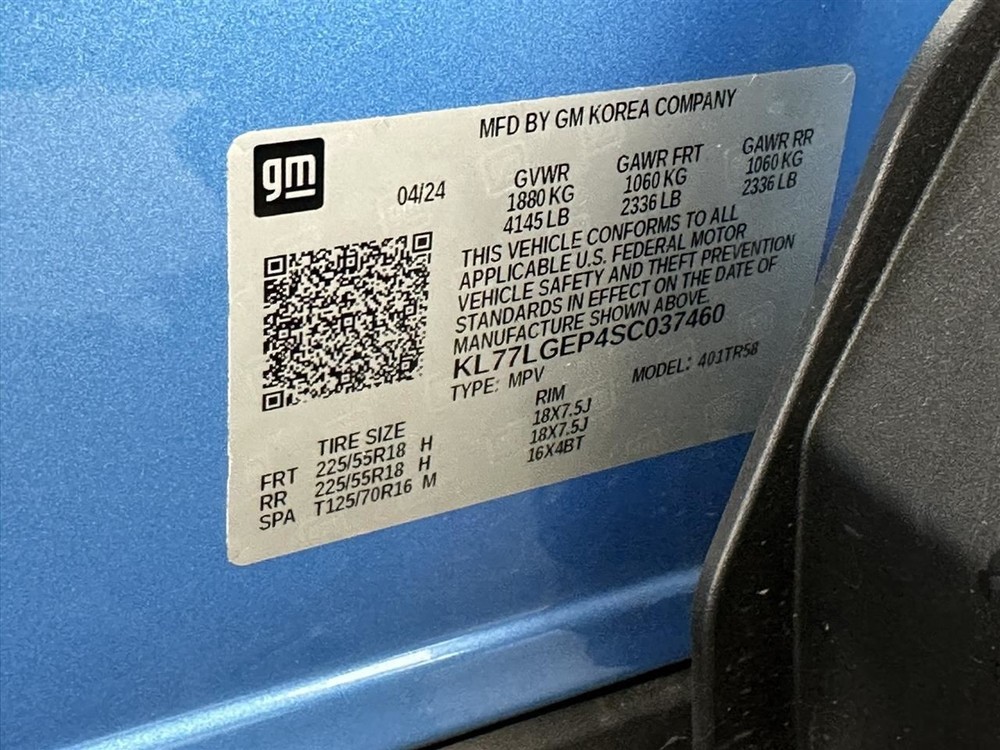 MFD BY GM KOREA COMPANY
gm
04/24
GVWR
1880 KG
4145 LB
GAWR FRT
1060 KG
2336 LB
GAWR RR
1060 KG
2336 LB
THIS VEHICLE CONFORMS TO ALL
APPLICABLE U.S. FEDERAL MOTOR
VEHICLE SAFETY AND THEFT PREVENTION
STANDARDS IN EFFECT ON THE DATE OF
MANUFACTURE SHOWN ABOVE.
KL77LGEP4SC037460
TYPE: MPV MODEL: 401TR58
TIRE SIZE RIM
FRT 225/55R18 H 18X7.5J
RR 225/55R18 H 18X7.5J
SPA T125/70R16 M 16X4BT